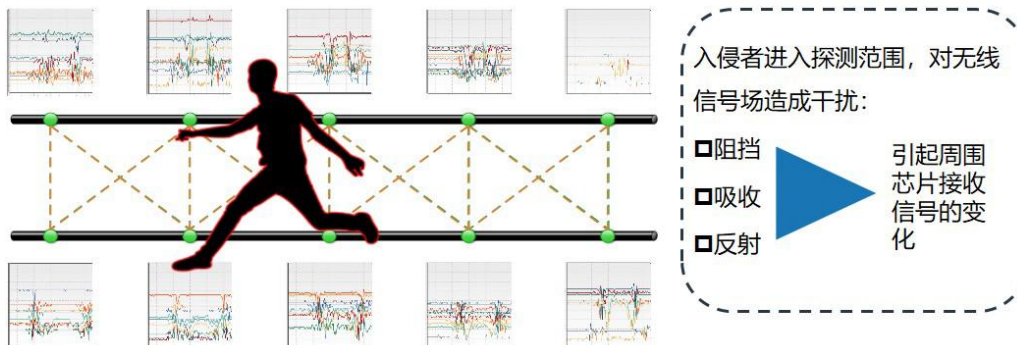 入侵者进入探测范围，对无线
信号场造成干扰：
阻挡
吸收
反射
引起周围
芯片接收
信号的变
化